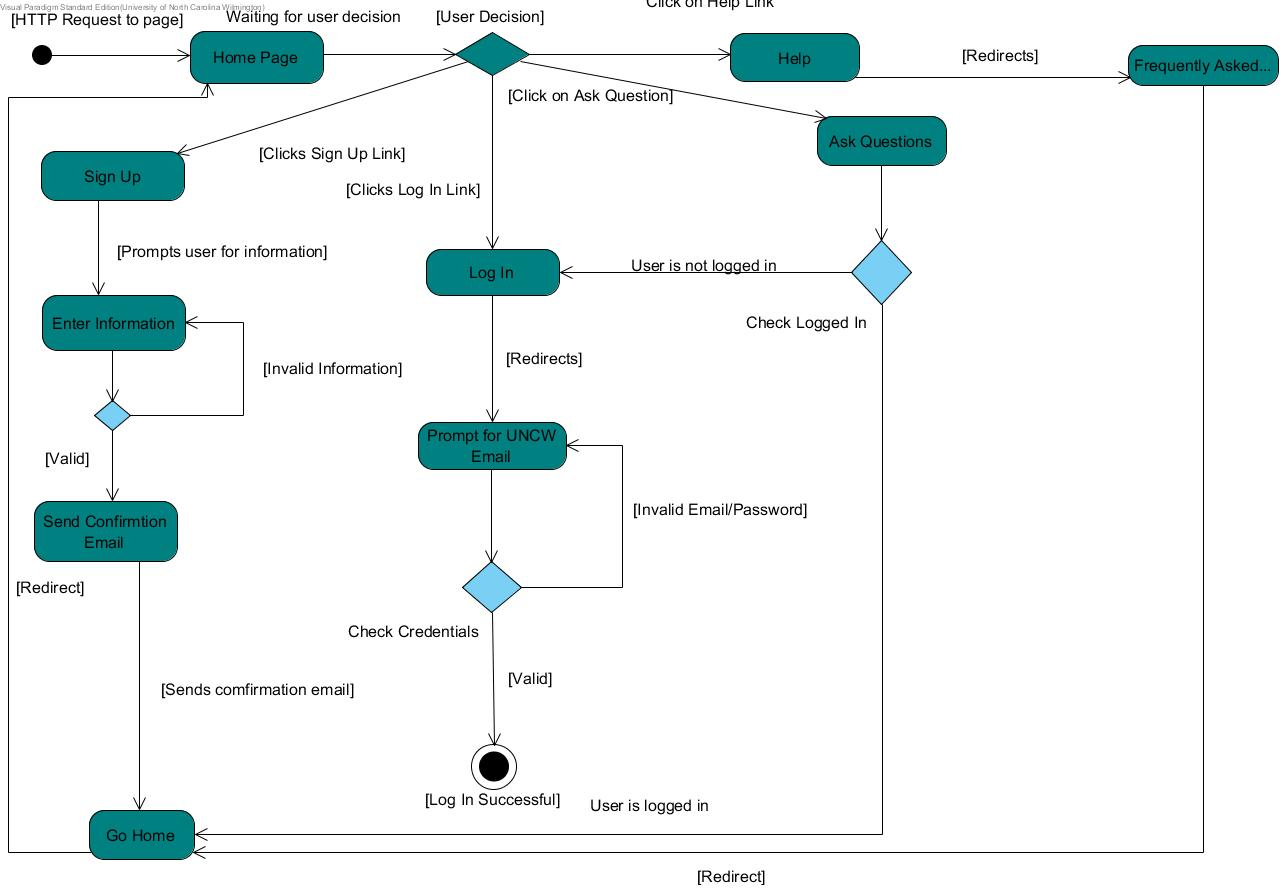 Visual Paradigm Standard Edition(University of North Carolina Wilmington)
[HTTP Request to page]
Waiting for user decision
[User Decision]
Click on Help Link
Home Page
Help
[Redirects]
Frequently Asked...
[Click on Ask Question]
Ask Questions
[Clicks Sign Up Link]
Sign Up
[Clicks Log In Link]
[Prompts user for information]
Log In
User is not logged in
Enter Information
Check Logged In
[Invalid Information]
[Redirects]
[Valid]
Prompt for UNCW
Email
[Invalid Email/Password]
Send Confirmtion
Email
[Redirect]
Check Credentials
[Valid]
[Sends comfirmation email]
[Log In Successful]
User is logged in
Go Home
[Redirect]